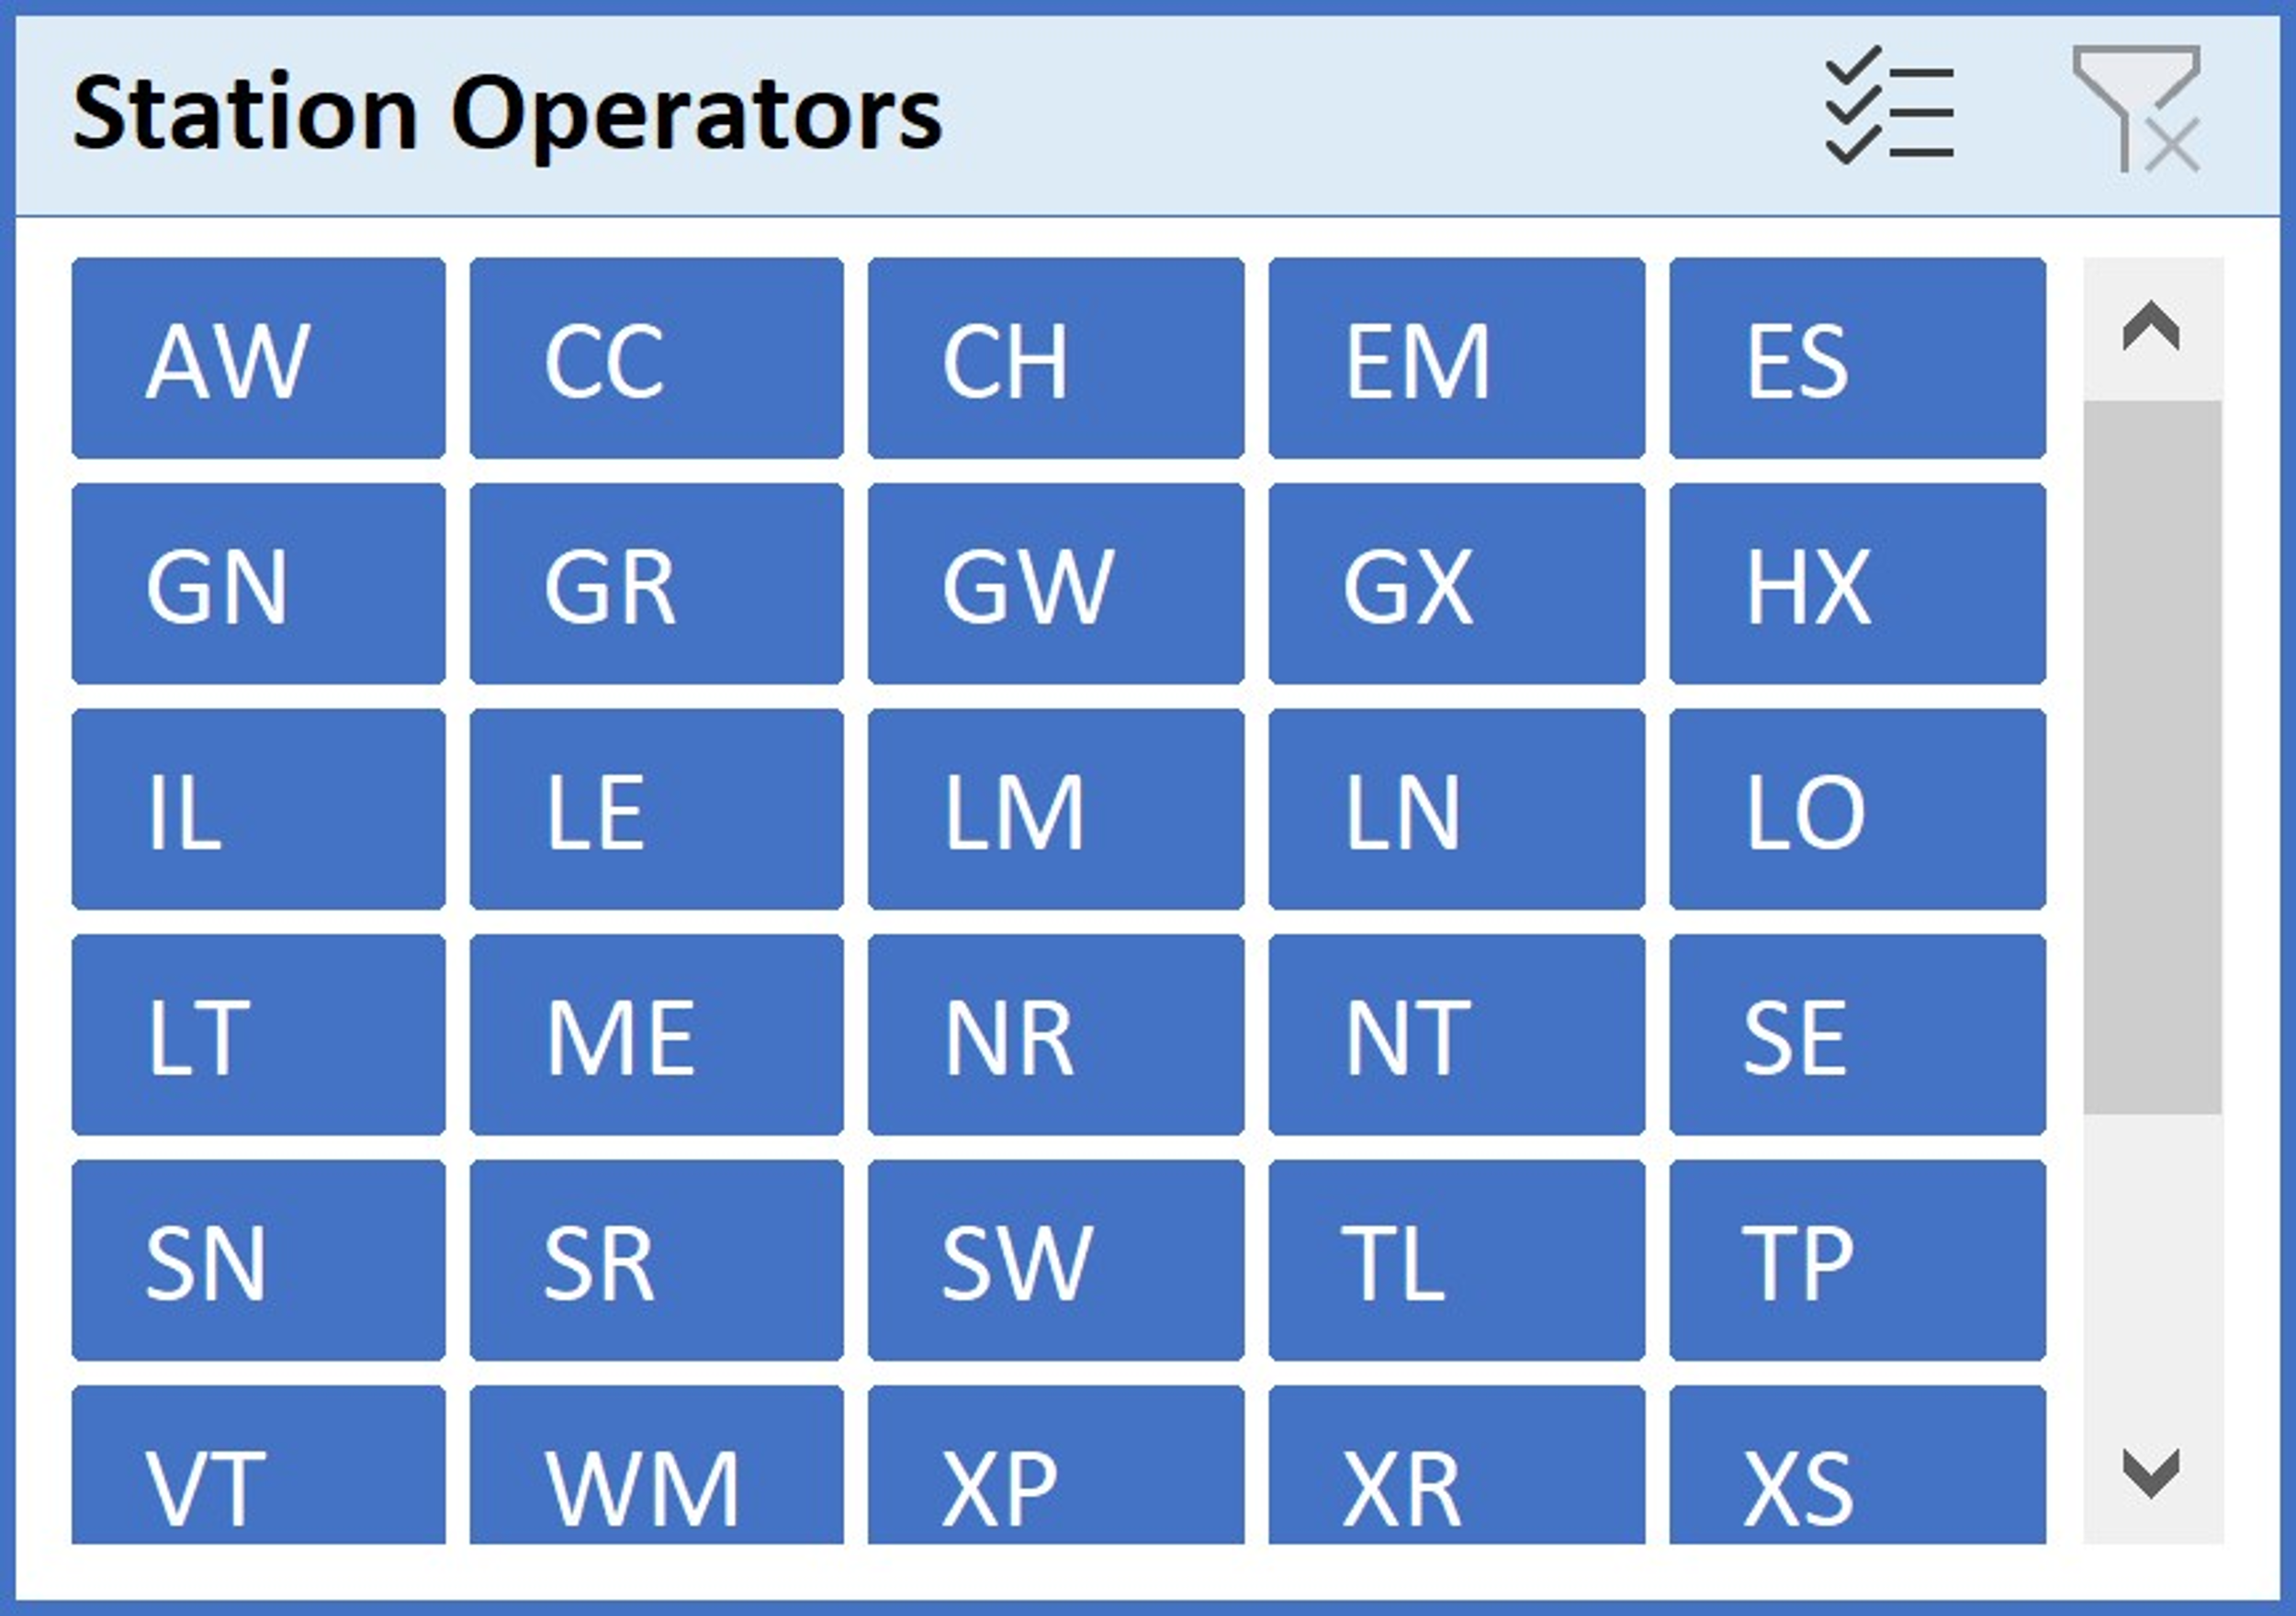 Station Operators
AW CC CH EM ES
GN GR GW GX HX
IL LE LM LN LO
LT ME NR NT SE
SN SR SW TL TP
VT WM XP XR XS